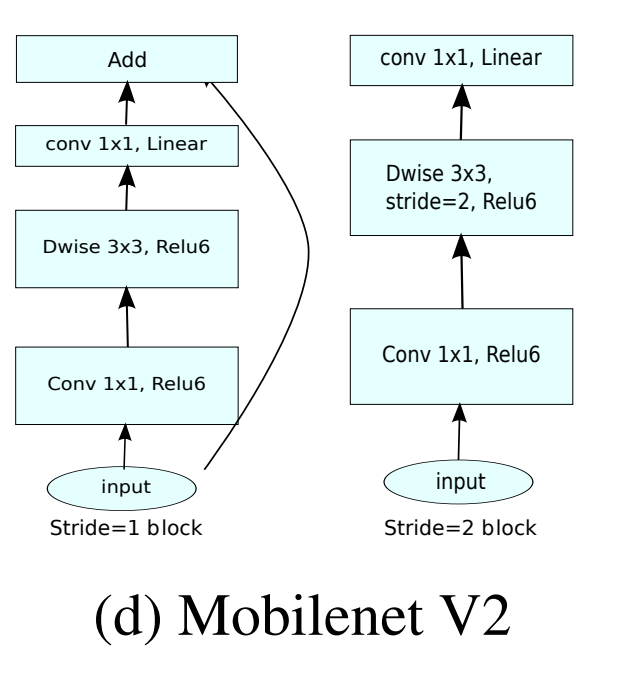 Add
conv 1x1, Linear
Dwise 3x3, Relu6
Conv 1x1, Relu6
input
Stride=1 block
conv 1x1, Linear
Dwise 3x3,
stride=2, Relu6
Conv 1x1, Relu6
input
Stride=2 block
(d) Mobilenet V2